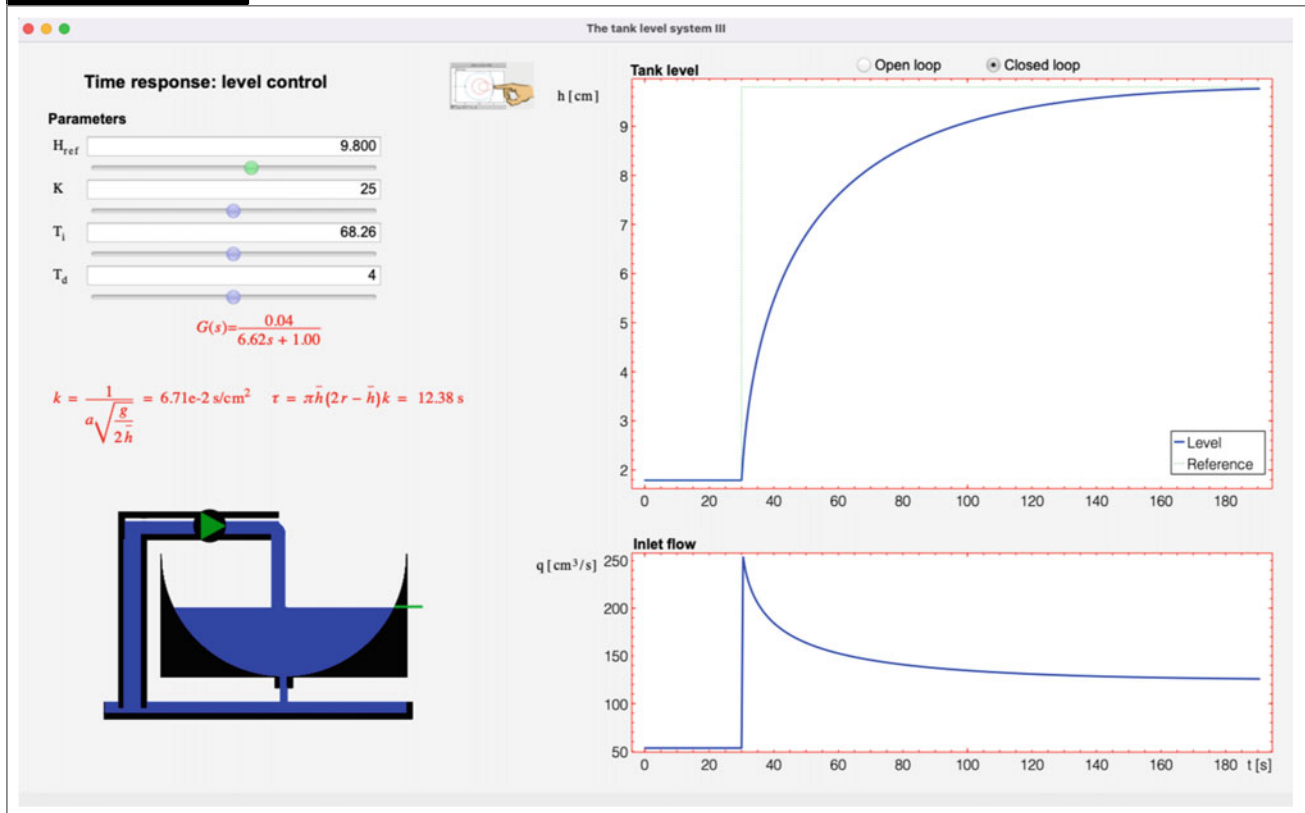 The tank level system III
Time response: level control
Parameters
H_ref 9.800
K 25
T_i 68.26
T_d 4
G(s)=0.04/(6.62s + 1.00)
k = 1/(a√(g/(2h̄))) = 6.71e-2 s/cm² τ = πh̄(2r − h̄)k = 12.38 s
Open loop Closed loop
Tank level
h [cm]
9
8
7
6
5
4
3
2
Level
Reference
0 20 40 60 80 100 120 140 160 180
Inlet flow
q [cm³/s]
250
200
150
100
50
0 20 40 60 80 100 120 140 160 180 t [s]